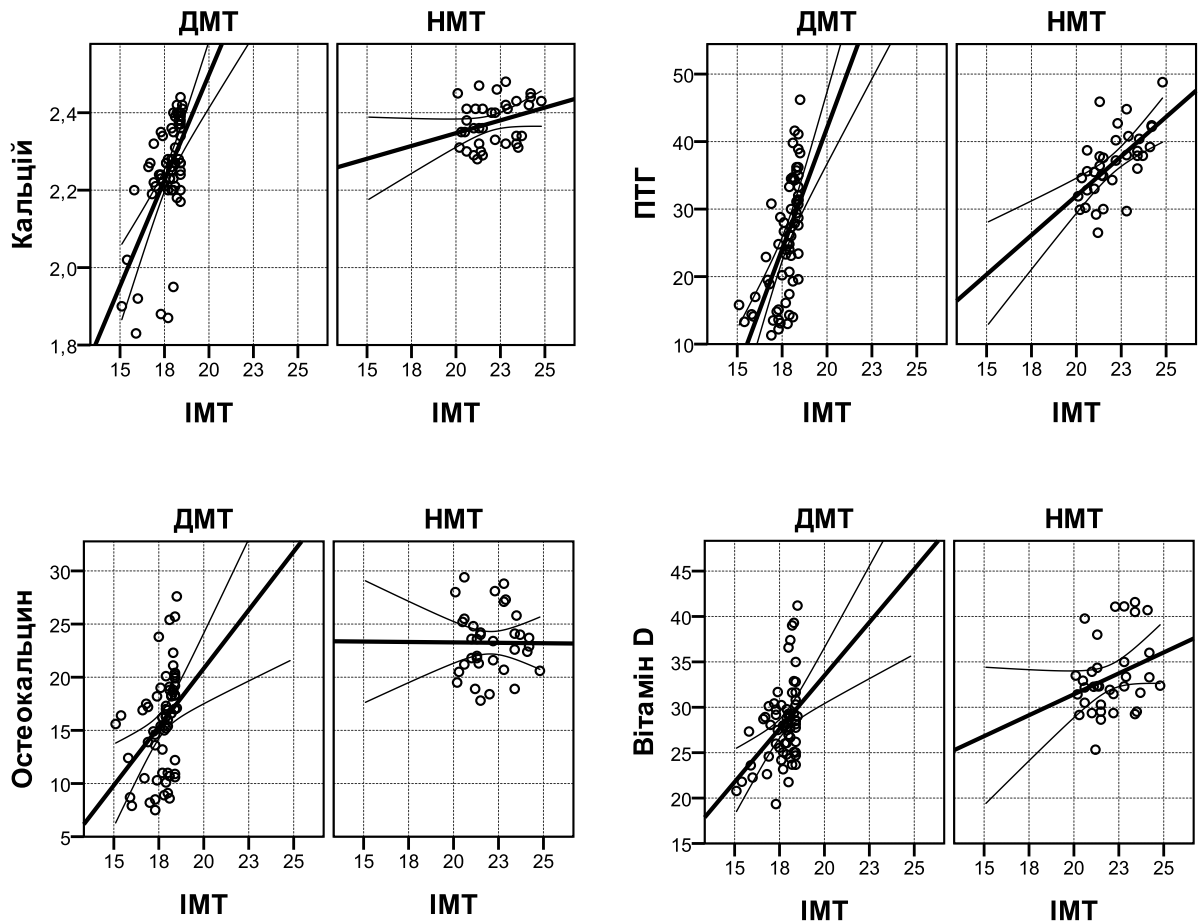 ДМТ НМТ
Кальцій
2,4
2,2
2,0
1,8
15 18 20 23 25 15 18 20 23 25
ІМТ ІМТ
ДМТ НМТ
ПТГ
50
40
30
20
10
15 18 20 23 25 15 18 20 23 25
ІМТ ІМТ
ДМТ НМТ
Остеокальцин
30
25
20
15
10
5
15 18 20 23 25 15 18 20 23 25
ІМТ ІМТ
ДМТ НМТ
Вітамін D
45
40
35
30
25
20
15
15 18 20 23 25 15 18 20 23 25
ІМТ ІМТ